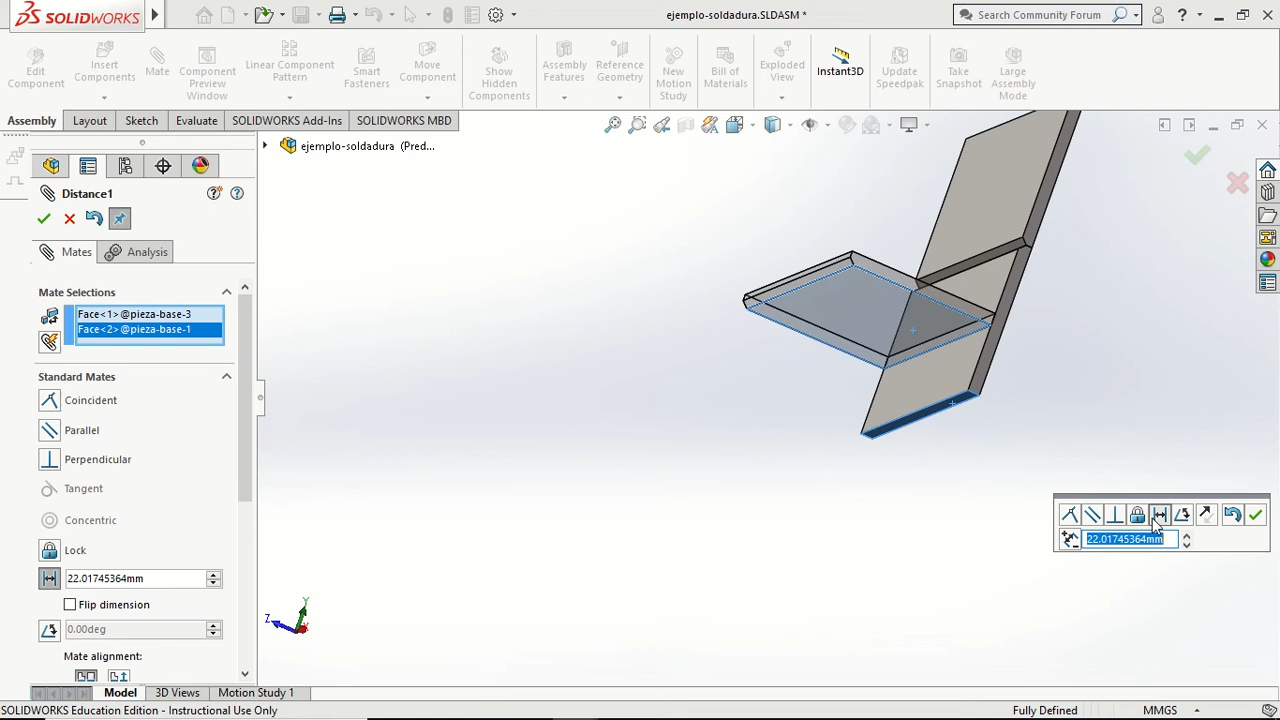 SOLIDWORKS
ejemplo-soldadura.SLDASM *
Search Community Forum
?
Edit Component
Insert Components
Mate
Component Preview Window
Linear Component Pattern
Smart Fasteners
Move Component
Show Hidden Components
Assembly Features
Reference Geometry
New Motion Study
Bill of Materials
Exploded View
Instant3D
Update Speedpak
Take Snapshot
Large Assembly Mode
Assembly
Layout
Sketch
Evaluate
SOLIDWORKS Add-Ins
SOLIDWORKS MBD
ejemplo-soldadura (Pred...
Distance1
Mates
Analysis
Mate Selections
Face<1>@pieza-base-3
Face<2>@pieza-base-1
Standard Mates
Coincident
Parallel
Perpendicular
Tangent
Concentric
Lock
22.01745364mm
Flip dimension
0.00deg
Mate alignment:
22.01745364mm
Y
Z
Model
3D Views
Motion Study 1
SOLIDWORKS Education Edition - Instructional Use Only
Fully Defined
MMGS